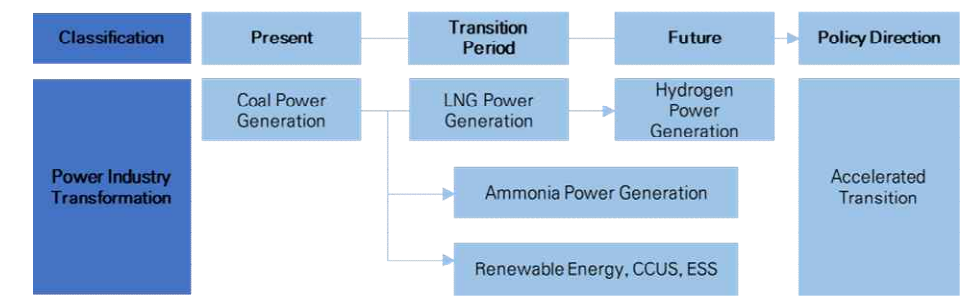 Classification
Present
Transition
Period
Future
Policy Direction
Power Industry
Transformation
Coal Power
Generation
LNG Power
Generation
Hydrogen
Power
Generation
Ammonia Power Generation
Renewable Energy, CCUS, ESS
Accelerated
Transition